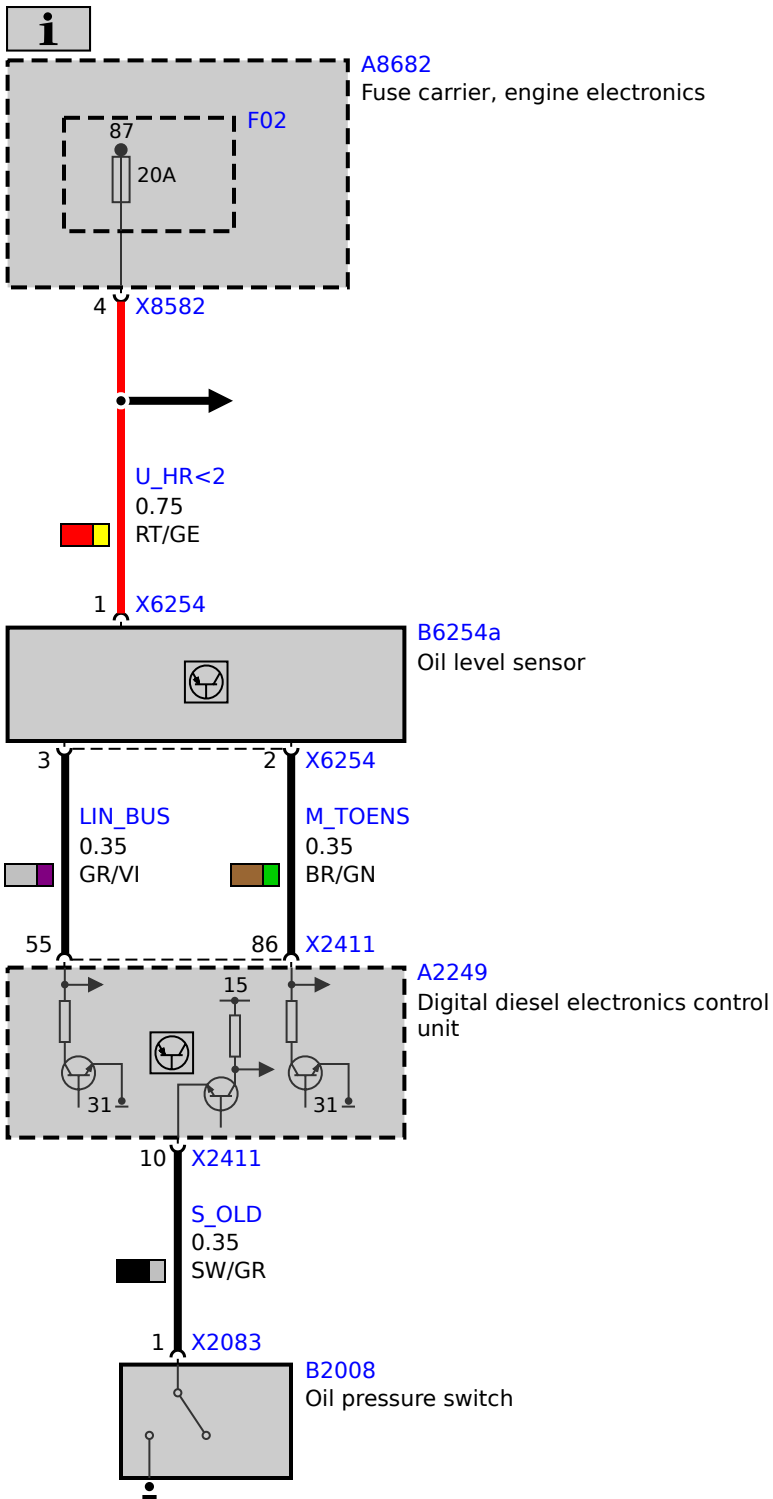 i
A8682
Fuse carrier, engine electronics
F02
87
20A
4 X8582
U_HR<2
0.75
RT/GE
1 X6254
B6254a
Oil level sensor
3 2 X6254
LIN_BUS M_TOENS
0.35 0.35
GR/VI BR/GN
55 86 X2411
A2249
Digital diesel electronics control
unit
15
31 31
10 X2411
S_OLD
0.35
SW/GR
1 X2083
B2008
Oil pressure switch